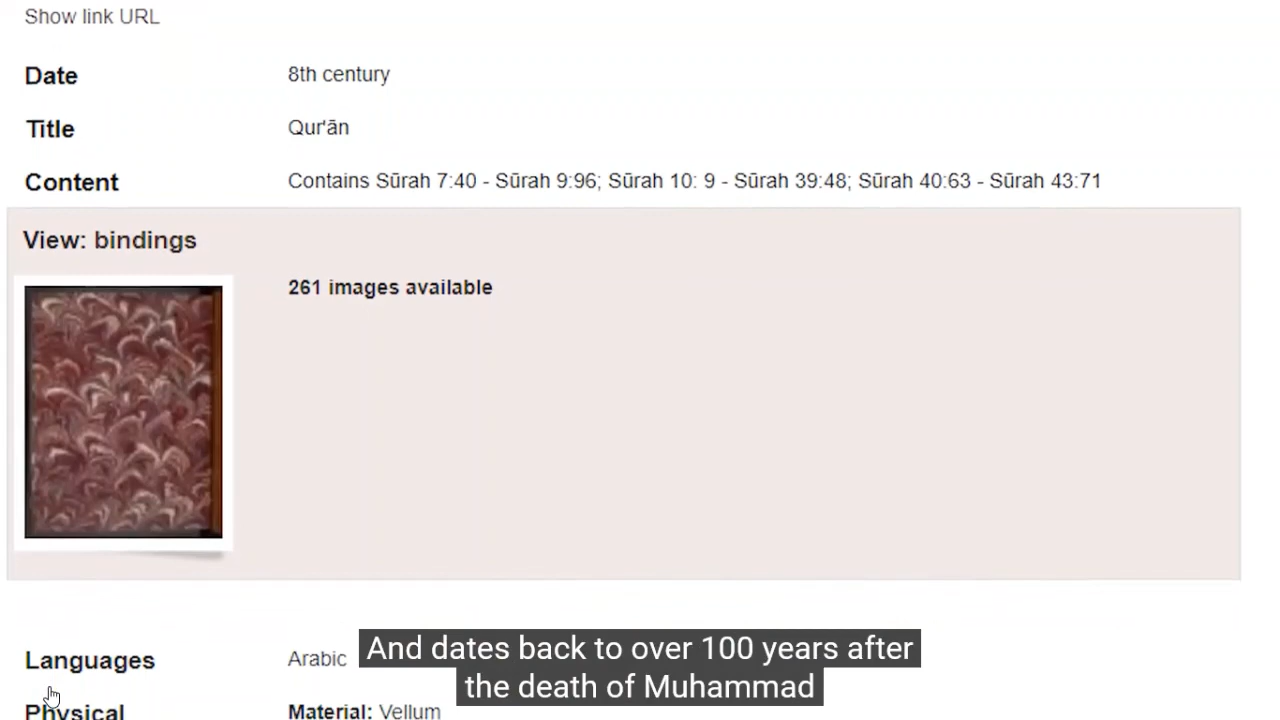 Show link URL
Date 8th century
Title Qur'ān
Content Contains Sūrah 7:40 - Sūrah 9:96; Sūrah 10: 9 - Sūrah 39:48; Sūrah 40:63 - Sūrah 43:71
View: bindings
261 images available
Languages Arabic
And dates back to over 100 years after
the death of Muhammad
Physical Material: Vellum